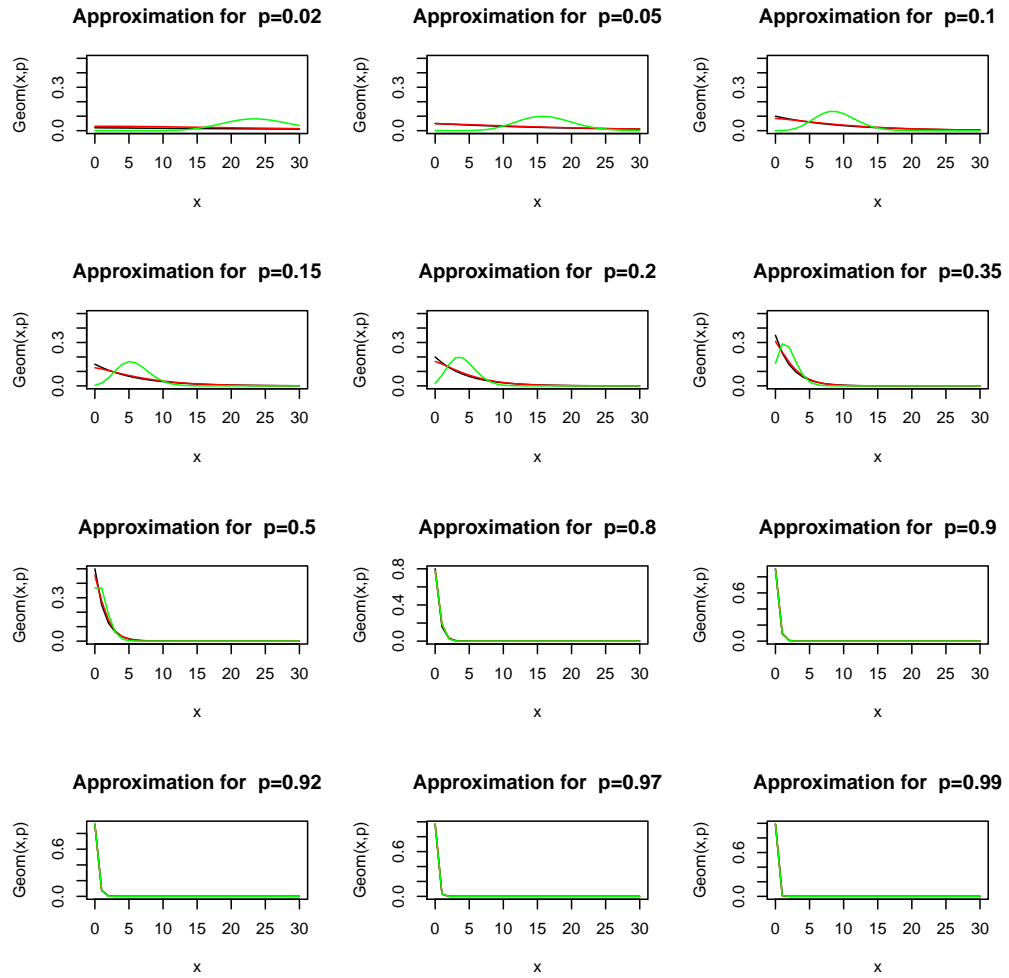 Approximation for p=0.02
Geom(x,p)
0.0 0.3
0 5 10 15 20 25 30
x
Approximation for p=0.05
Geom(x,p)
0.0 0.3
0 5 10 15 20 25 30
x
Approximation for p=0.1
Geom(x,p)
0.0 0.3
0 5 10 15 20 25 30
x
Approximation for p=0.15
Geom(x,p)
0.0 0.3
0 5 10 15 20 25 30
x
Approximation for p=0.2
Geom(x,p)
0.0 0.3
0 5 10 15 20 25 30
x
Approximation for p=0.35
Geom(x,p)
0.0 0.3
0 5 10 15 20 25 30
x
Approximation for p=0.5
Geom(x,p)
0.0 0.3
0 5 10 15 20 25 30
x
Approximation for p=0.8
Geom(x,p)
0.0 0.4 0.8
0 5 10 15 20 25 30
x
Approximation for p=0.9
Geom(x,p)
0.0 0.6
0 5 10 15 20 25 30
x
Approximation for p=0.92
Geom(x,p)
0.0 0.6
0 5 10 15 20 25 30
x
Approximation for p=0.97
Geom(x,p)
0.0 0.6
0 5 10 15 20 25 30
x
Approximation for p=0.99
Geom(x,p)
0.0 0.6
0 5 10 15 20 25 30
x